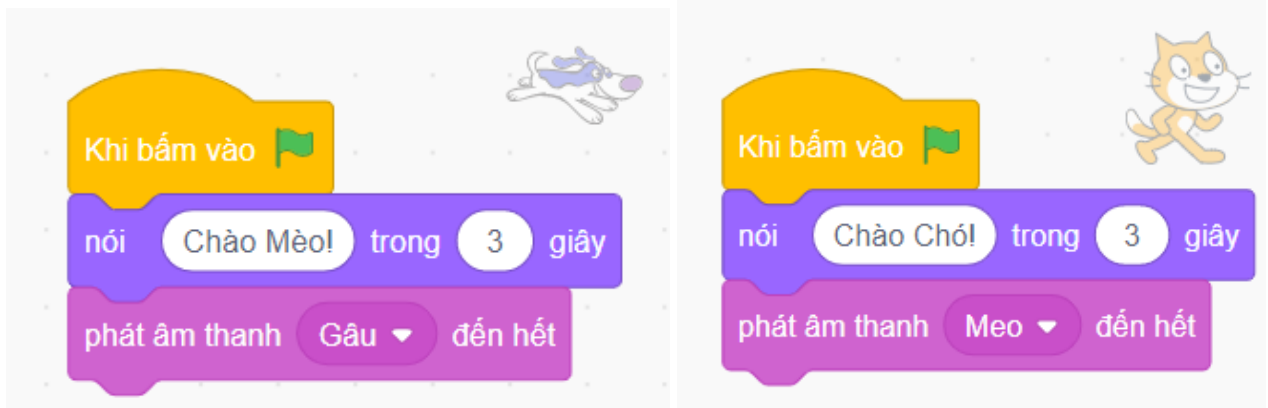 Khi bấm vào
nói Chào Mèo! trong 3 giây
phát âm thanh Gâu đến hết
Khi bấm vào
nói Chào Chó! trong 3 giây
phát âm thanh Meo đến hết